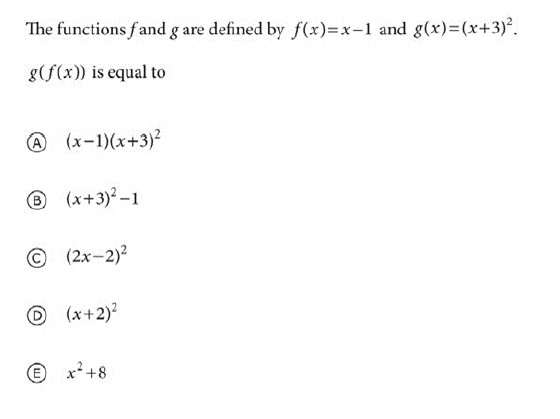 The functions f and g are defined by f(x)=x−1 and g(x)=(x+3)².
g(f(x)) is equal to
Ⓐ (x−1)(x+3)²
Ⓑ (x+3)²−1
Ⓒ (2x−2)²
Ⓓ (x+2)²
Ⓔ x²+8